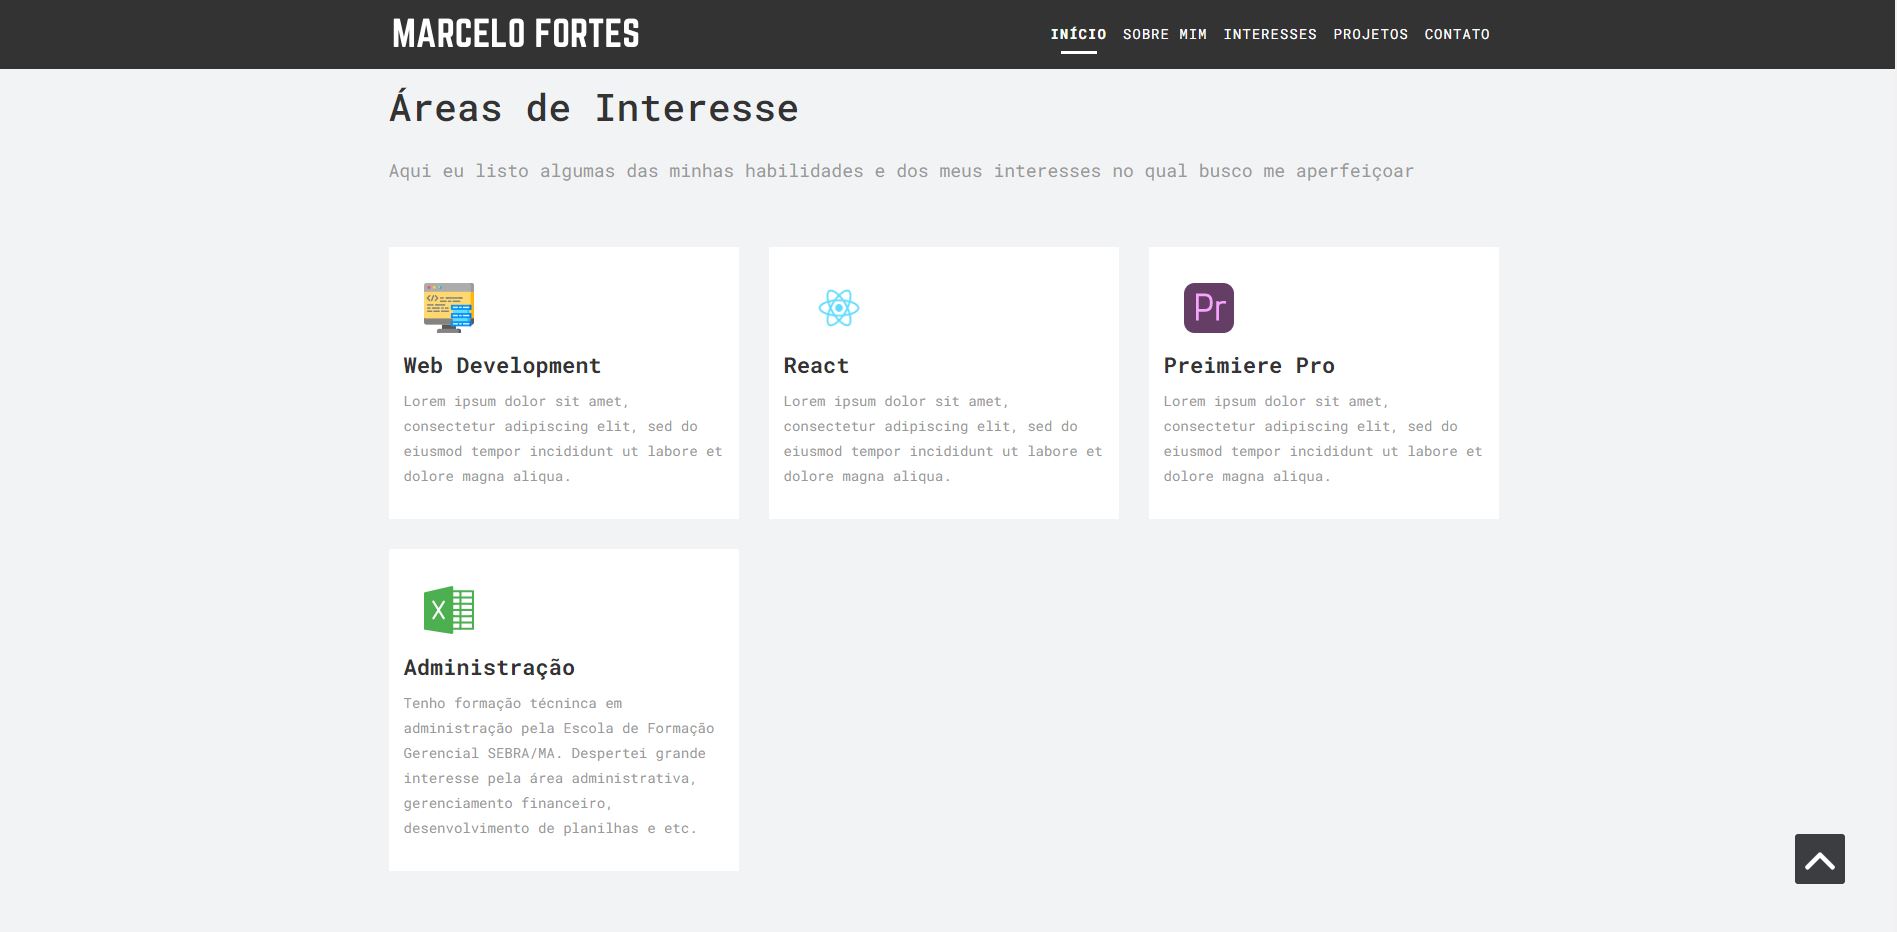 MARCELO FORTES
INÍCIO SOBRE MIM INTERESSES PROJETOS CONTATO
Áreas de Interesse
Aqui eu listo algumas das minhas habilidades e dos meus interesses no qual busco me aperfeiçoar
Web Development
Lorem ipsum dolor sit amet,
consectetur adipiscing elit, sed do
eiusmod tempor incididunt ut labore et
dolore magna aliqua.
React
Lorem ipsum dolor sit amet,
consectetur adipiscing elit, sed do
eiusmod tempor incididunt ut labore et
dolore magna aliqua.
Pr
Preimiere Pro
Lorem ipsum dolor sit amet,
consectetur adipiscing elit, sed do
eiusmod tempor incididunt ut labore et
dolore magna aliqua.
X
Administração
Tenho formação técninca em
administração pela Escola de Formação
Gerencial SEBRA/MA. Despertei grande
interesse pela área administrativa,
gerenciamento financeiro,
desenvolvimento de planilhas e etc.